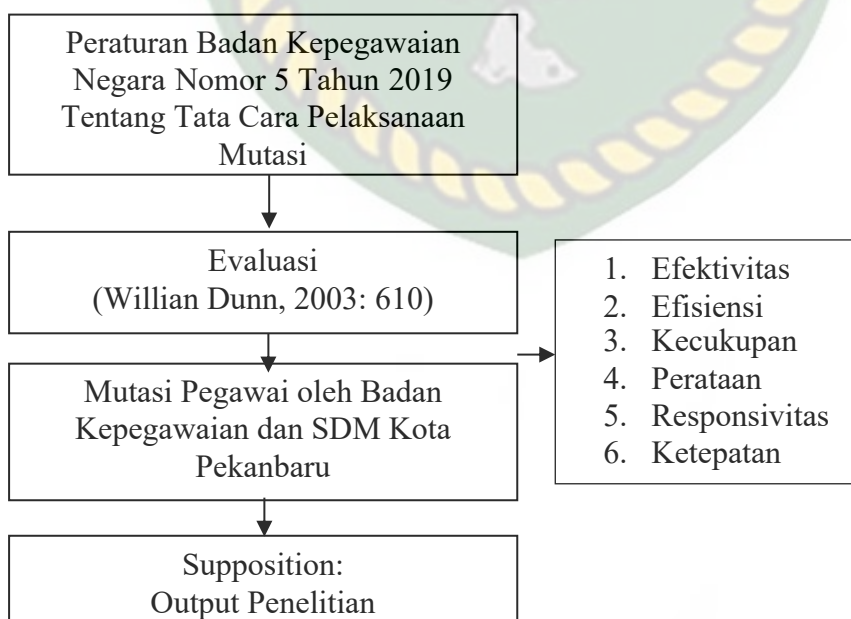 Peraturan Badan Kepegawaian
Negara Nomor 5 Tahun 2019
Tentang Tata Cara Pelaksanaan
Mutasi
Evaluasi
(Willian Dunn, 2003: 610)
1. Efektivitas
2. Efisiensi
3. Kecukupan
4. Perataan
5. Responsivitas
6. Ketepatan
Mutasi Pegawai oleh Badan
Kepegawaian dan SDM Kota
Pekanbaru
Supposition:
Output Penelitian